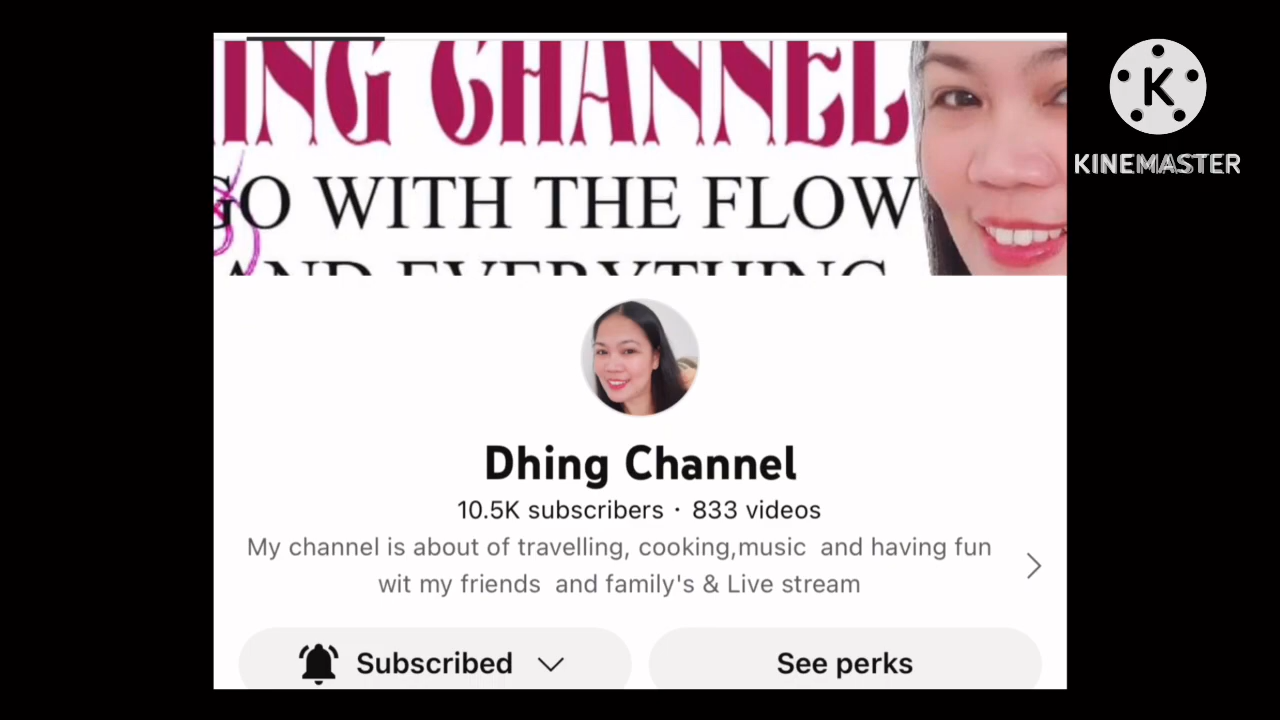 ING CHANNEL
GO WITH THE FLOW
AND EVERYTHING
KINEMASTER
Dhing Channel
10.5K subscribers · 833 videos
My channel is about of travelling, cooking,music  and having fun
wit my friends  and family's & Live stream
Subscribed
See perks